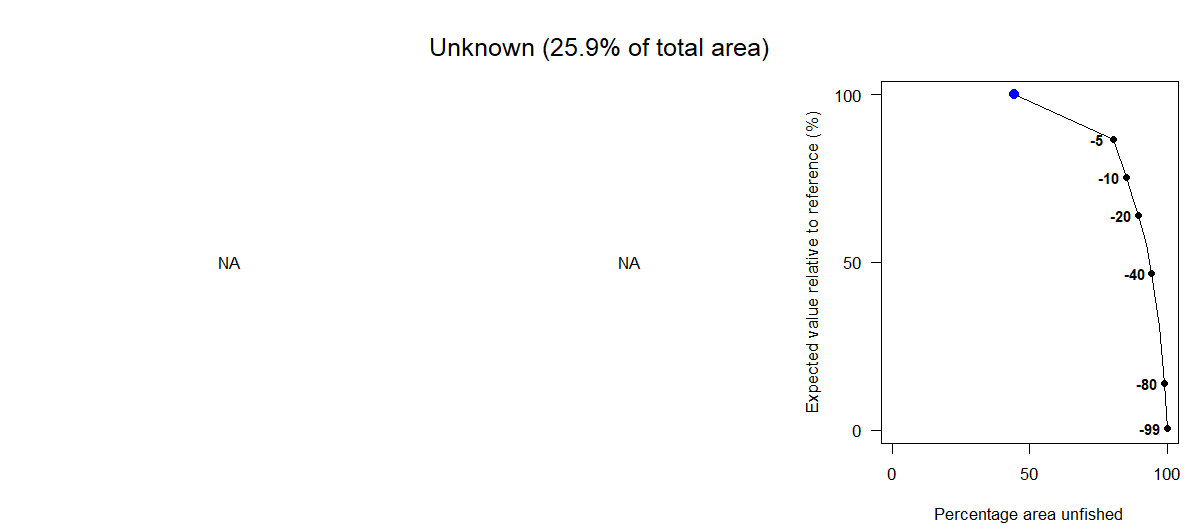 Unknown (25.9% of total area)
NA
NA
Expected value relative to reference (%)
100
50
0
-5
-10
-20
-40
-80
-99
0 50 100
Percentage area unfished